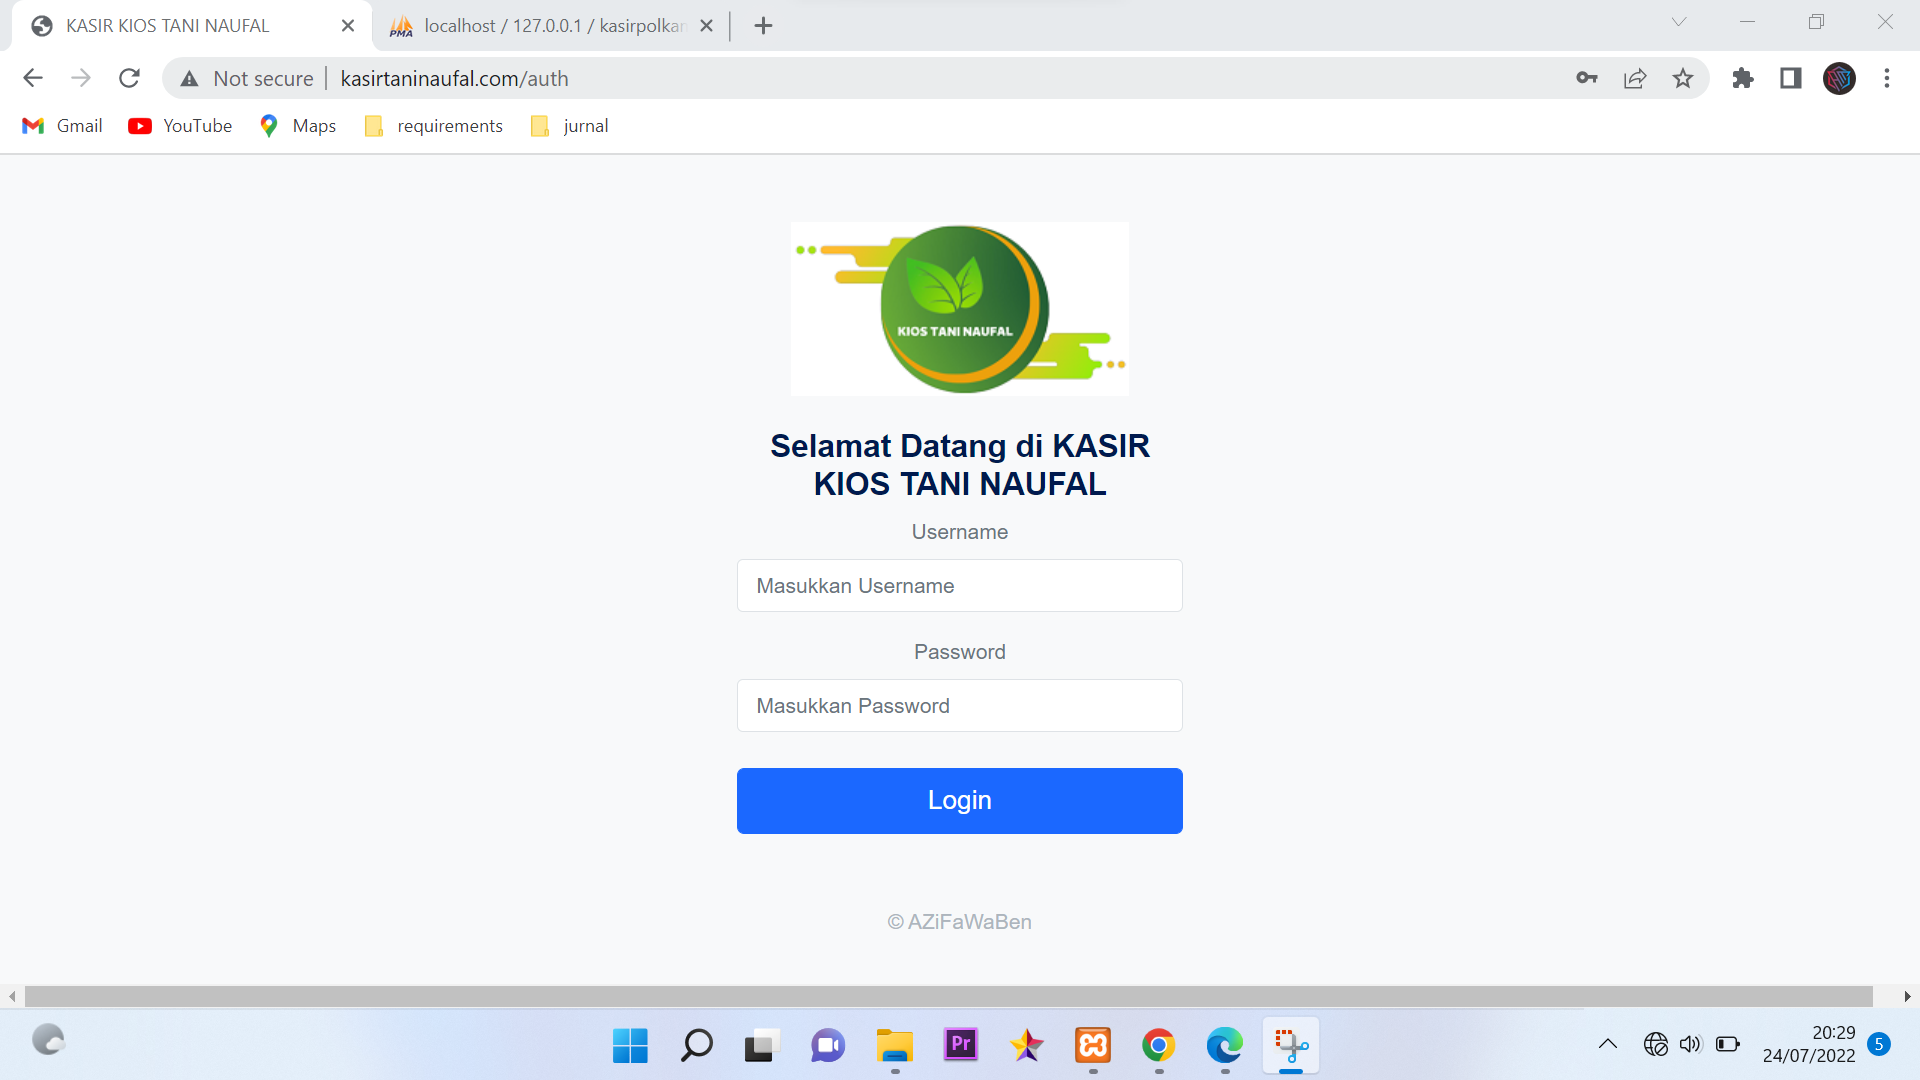 KASIR KIOS TANI NAUFAL
localhost / 127.0.0.1 / kasirpolkan
Not secure
kasirtaninaufal.com/auth
Gmail
YouTube
Maps
requirements
jurnal
KIOS TANI NAUFAL
Selamat Datang di KASIR
KIOS TANI NAUFAL
Username
Masukkan Username
Password
Masukkan Password
Login
© AZiFaWaBen
Pr
20:29
24/07/2022
5